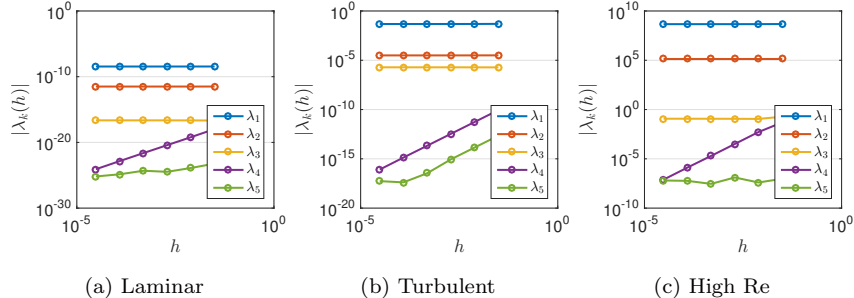 10^0
10^-10
10^-20
10^-30
|λ_k(h)|
10^-5
10^0
h
λ_1
λ_2
λ_3
λ_4
λ_5
(a) Laminar
10^0
10^-5
10^-10
10^-15
10^-20
|λ_k(h)|
10^-5
10^0
h
λ_1
λ_2
λ_3
λ_4
λ_5
(b) Turbulent
10^10
10^5
10^0
10^-5
10^-10
|λ_k(h)|
10^-5
10^0
h
λ_1
λ_2
λ_3
λ_4
λ_5
(c) High Re